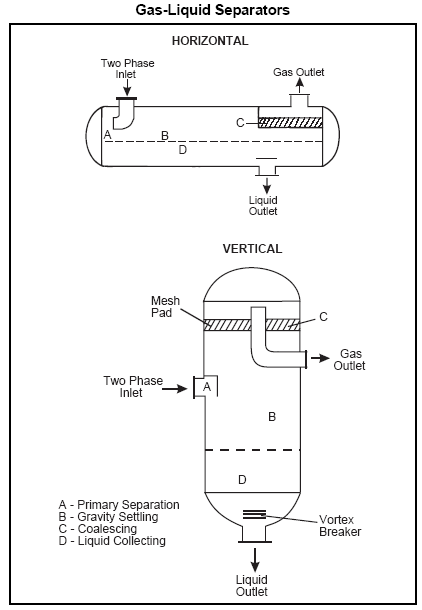 Gas-Liquid Separators
HORIZONTAL
Two Phase
Inlet
Gas Outlet
C
A
B
D
Liquid
Outlet
VERTICAL
Mesh
Pad
C
Gas
Outlet
Two Phase
Inlet
A
B
D
A - Primary Separation
B - Gravity Settling
C - Coalescing
D - Liquid Collecting
Vortex
Breaker
Liquid
Outlet